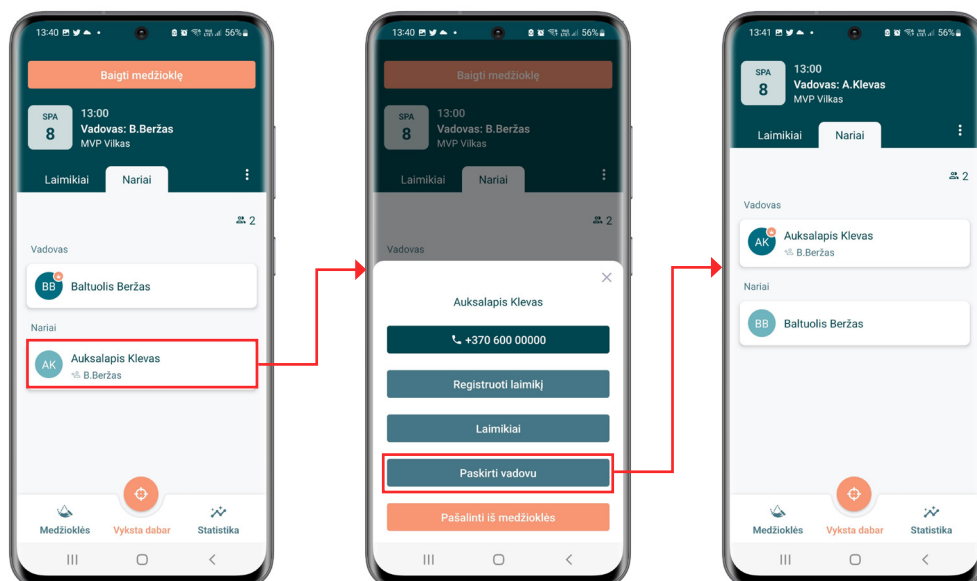 13:40
56%
Baigti medžioklę
SPA
8
13:00
Vadovas: B.Beržas
MVP Vilkas
Laimikiai
Nariai
2
Vadovas
BB
Baltuolis Beržas
Nariai
AK
Auksalapis Klevas
B.Beržas
Medžioklės
Vyksta dabar
Statistika
13:40
56%
Baigti medžioklę
SPA
8
13:00
Vadovas: B.Beržas
MVP Vilkas
Laimikiai
Nariai
2
Vadovas
Auksalapis Klevas
+370 600 00000
Registruoti laimikį
Laimikiai
Paskirti vadovu
Pašalinti iš medžioklės
13:41
56%
SPA
8
13:00
Vadovas: A.Klevas
MVP Vilkas
Laimikiai
Nariai
2
Vadovas
AK
Auksalapis Klevas
B.Beržas
Nariai
BB
Baltuolis Beržas
Medžioklės
Vyksta dabar
Statistika